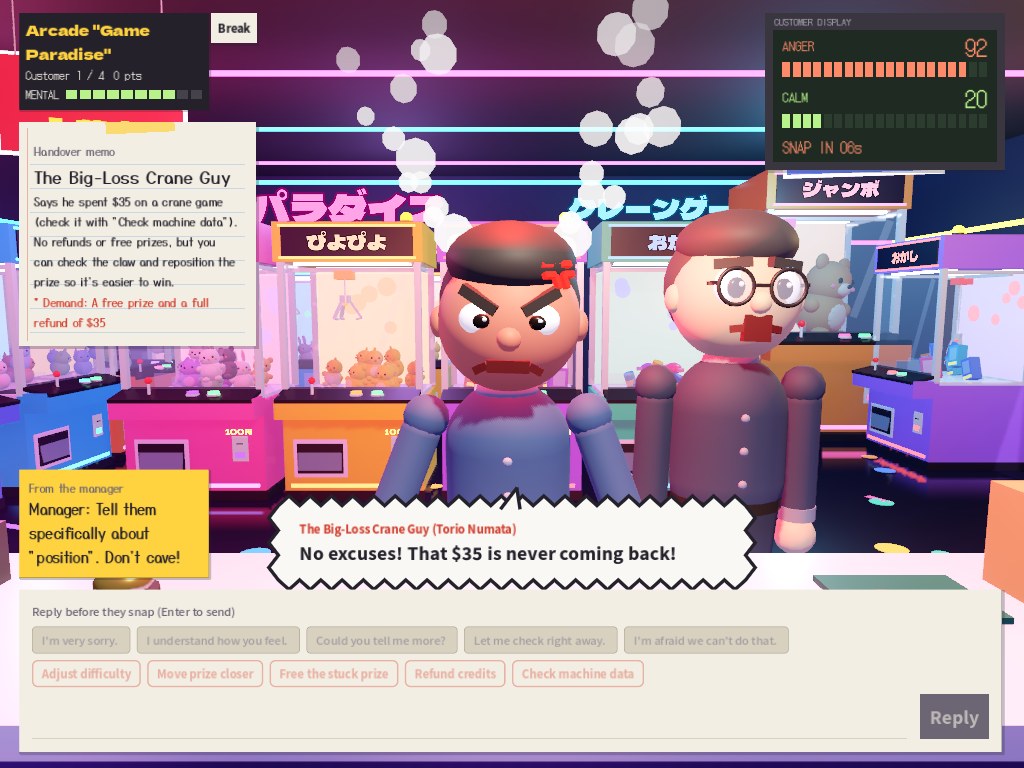 Arcade "Game
Paradise"
Customer 1 / 4 0 pts
MENTAL
Break
CUSTOMER DISPLAY
ANGER
92
CALM
20
SNAP IN 06s
Handover memo
The Big-Loss Crane Guy
Says he spent $35 on a crane game
(check it with "Check machine data").
No refunds or free prizes, but you
can check the claw and reposition the
prize so it's easier to win.
* Demand: A free prize and a full
refund of $35
パラダイス
クレーンゲー
ジャンボ
ぴよぴよ
おか
おかし
100円
100
From the manager
Manager: Tell them
specifically about
"position". Don't cave!
The Big-Loss Crane Guy (Torio Numata)
No excuses! That $35 is never coming back!
Reply before they snap (Enter to send)
I'm very sorry.
I understand how you feel.
Could you tell me more?
Let me check right away.
I'm afraid we can't do that.
Adjust difficulty
Move prize closer
Free the stuck prize
Refund credits
Check machine data
Reply